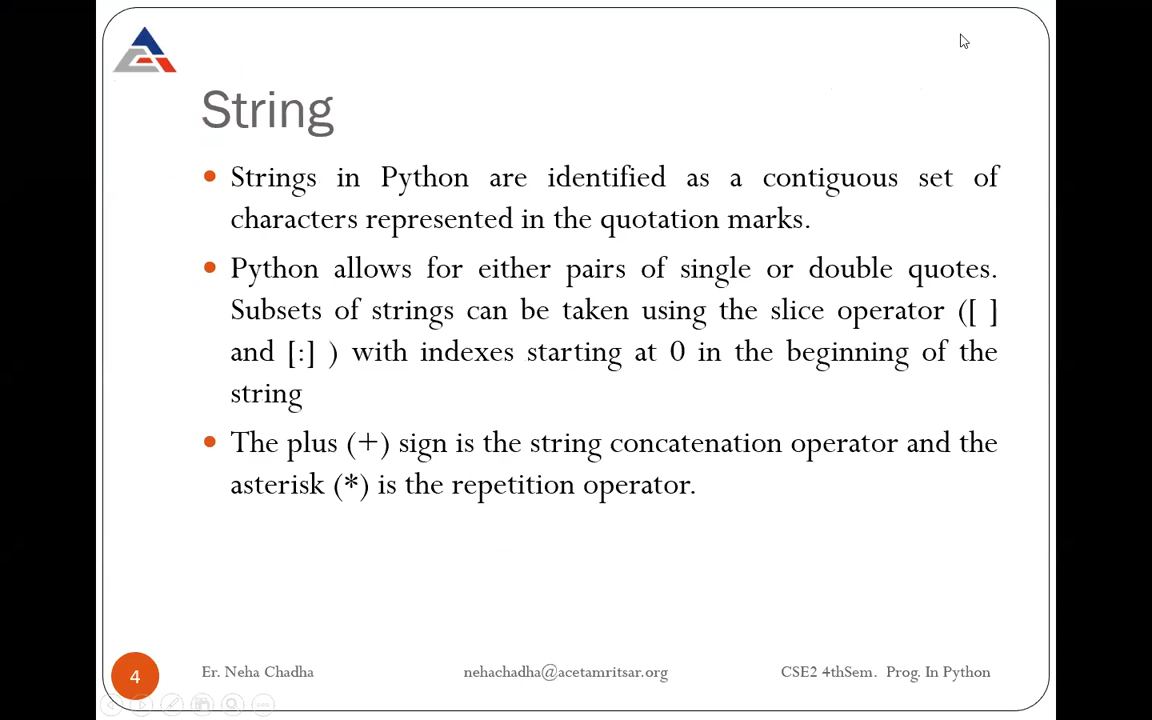 String
Strings in Python are identified as a contiguous set of
characters represented in the quotation marks.
Python allows for either pairs of single or double quotes.
Subsets of strings can be taken using the slice operator ([ ]
and [:] ) with indexes starting at 0 in the beginning of the
string
The plus (+) sign is the string concatenation operator and the
asterisk (*) is the repetition operator.
4
Er. Neha Chadha
nehachadha@acetamritsar.org
CSE2 4thSem. Prog. In Python